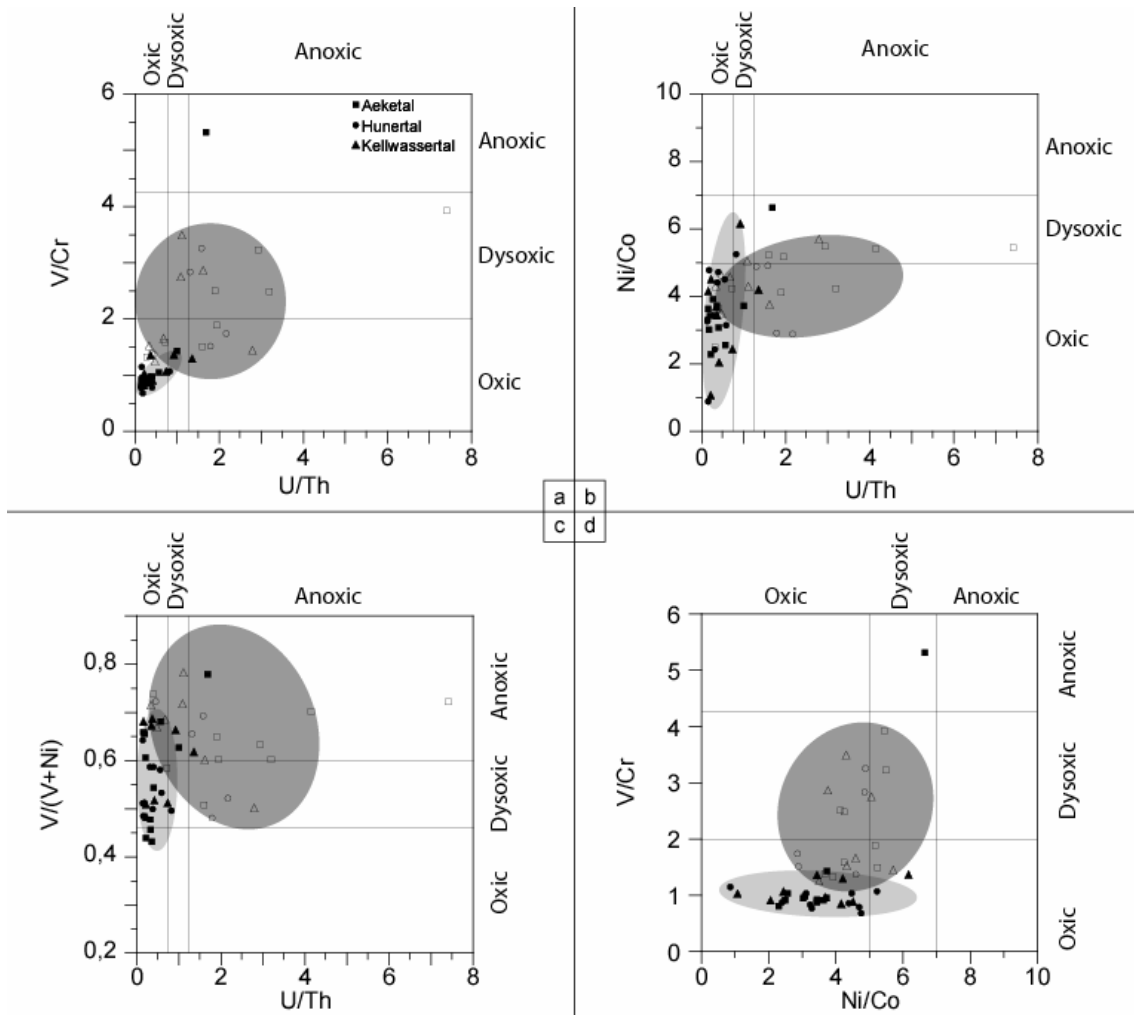 Oxic
Dysoxic
Anoxic
V/Cr
6
4
2
0
Aeketal
Hunertal
Kellwassertal
Anoxic
Dysoxic
Oxic
0 2 4 6 8
U/Th
Oxic
Dysoxic
Anoxic
Ni/Co
10
8
6
4
2
0
Anoxic
Dysoxic
Oxic
0 2 4 6 8
U/Th
a b
c d
Oxic
Dysoxic
Anoxic
V/(V+Ni)
0,8
0,6
0,4
0,2
Anoxic
Dysoxic
Oxic
0 2 4 6 8
U/Th
Oxic
Dysoxic
Anoxic
V/Cr
6
5
4
3
2
1
0
Anoxic
Dysoxic
Oxic
0 2 4 6 8 10
Ni/Co